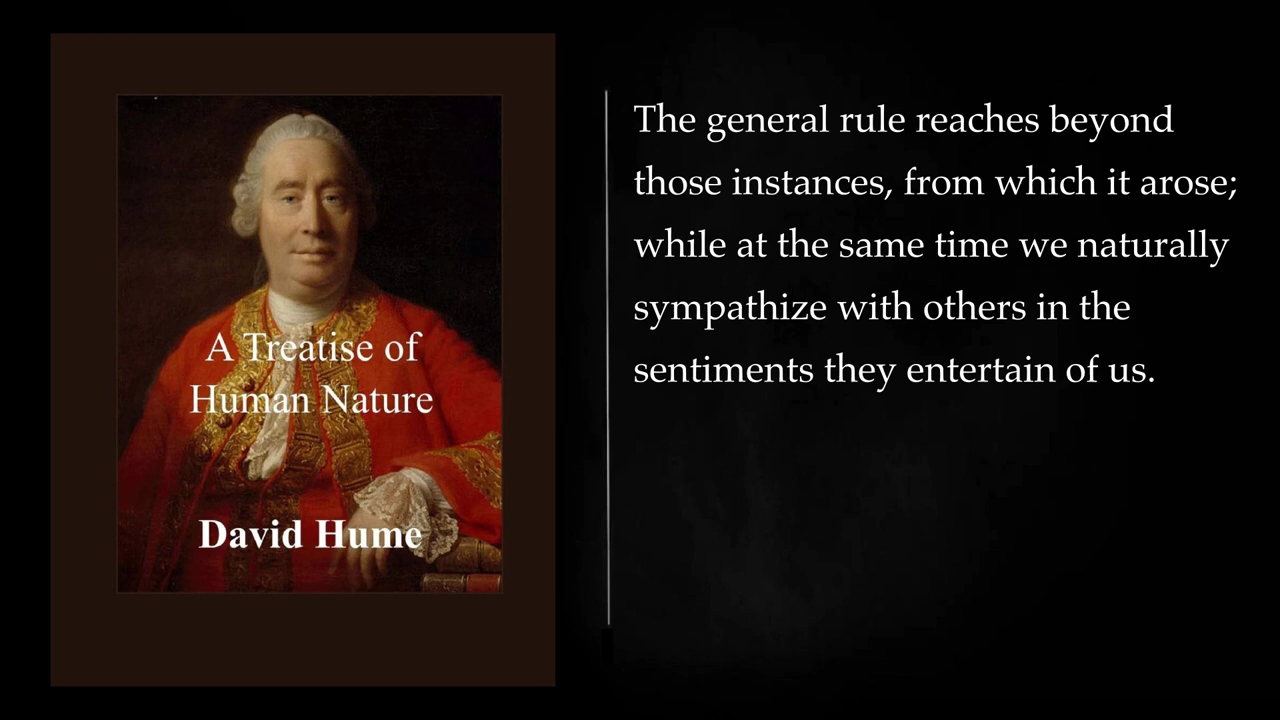 A Treatise of
Human Nature
David Hume
The general rule reaches beyond
those instances, from which it arose;
while at the same time we naturally
sympathize with others in the
sentiments they entertain of us.